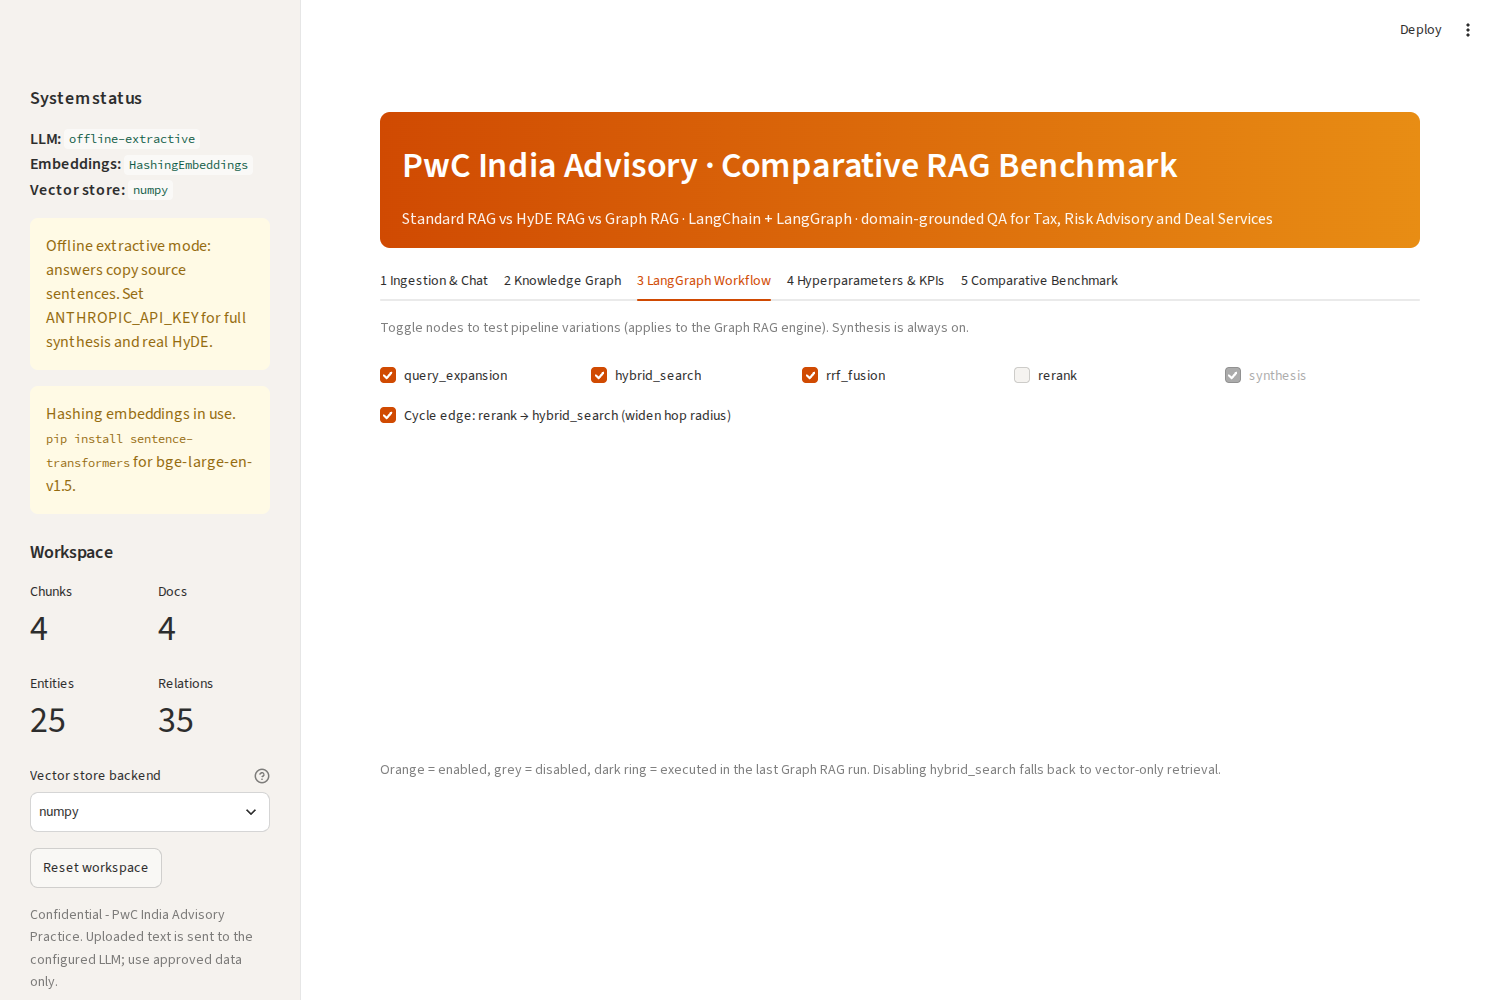 Deploy
System status
LLM: offline-extractive
Embeddings: HashingEmbeddings
Vector store: numpy
Offline extractive mode:
answers copy source
sentences. Set
ANTHROPIC_API_KEY for full
synthesis and real HyDE.
Hashing embeddings in use.
pip install sentence-
transformers for bge-large-en-
v1.5.
Workspace
Chunks Docs
4 4
Entities Relations
25 35
Vector store backend
numpy
Reset workspace
Confidential - PwC India Advisory
Practice. Uploaded text is sent to the
configured LLM; use approved data
only.
PwC India Advisory · Comparative RAG Benchmark
Standard RAG vs HyDE RAG vs Graph RAG · LangChain + LangGraph · domain-grounded QA for Tax, Risk Advisory and Deal Services
1 Ingestion & Chat 2 Knowledge Graph 3 LangGraph Workflow 4 Hyperparameters & KPIs 5 Comparative Benchmark
Toggle nodes to test pipeline variations (applies to the Graph RAG engine). Synthesis is always on.
query_expansion hybrid_search rrf_fusion rerank synthesis
Cycle edge: rerank → hybrid_search (widen hop radius)
Orange = enabled, grey = disabled, dark ring = executed in the last Graph RAG run. Disabling hybrid_search falls back to vector-only retrieval.